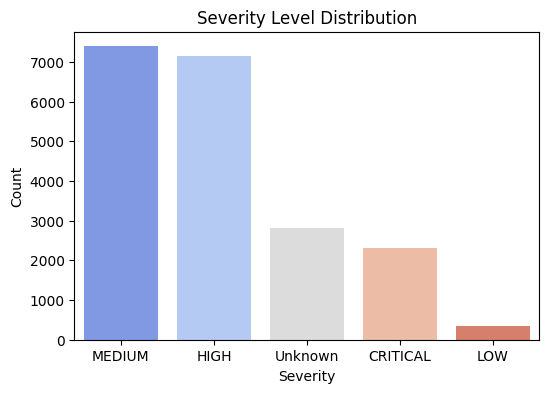 Severity Level Distribution
7000
6000
5000
4000
3000
2000
1000
0
Count
MEDIUM HIGH Unknown CRITICAL LOW
Severity